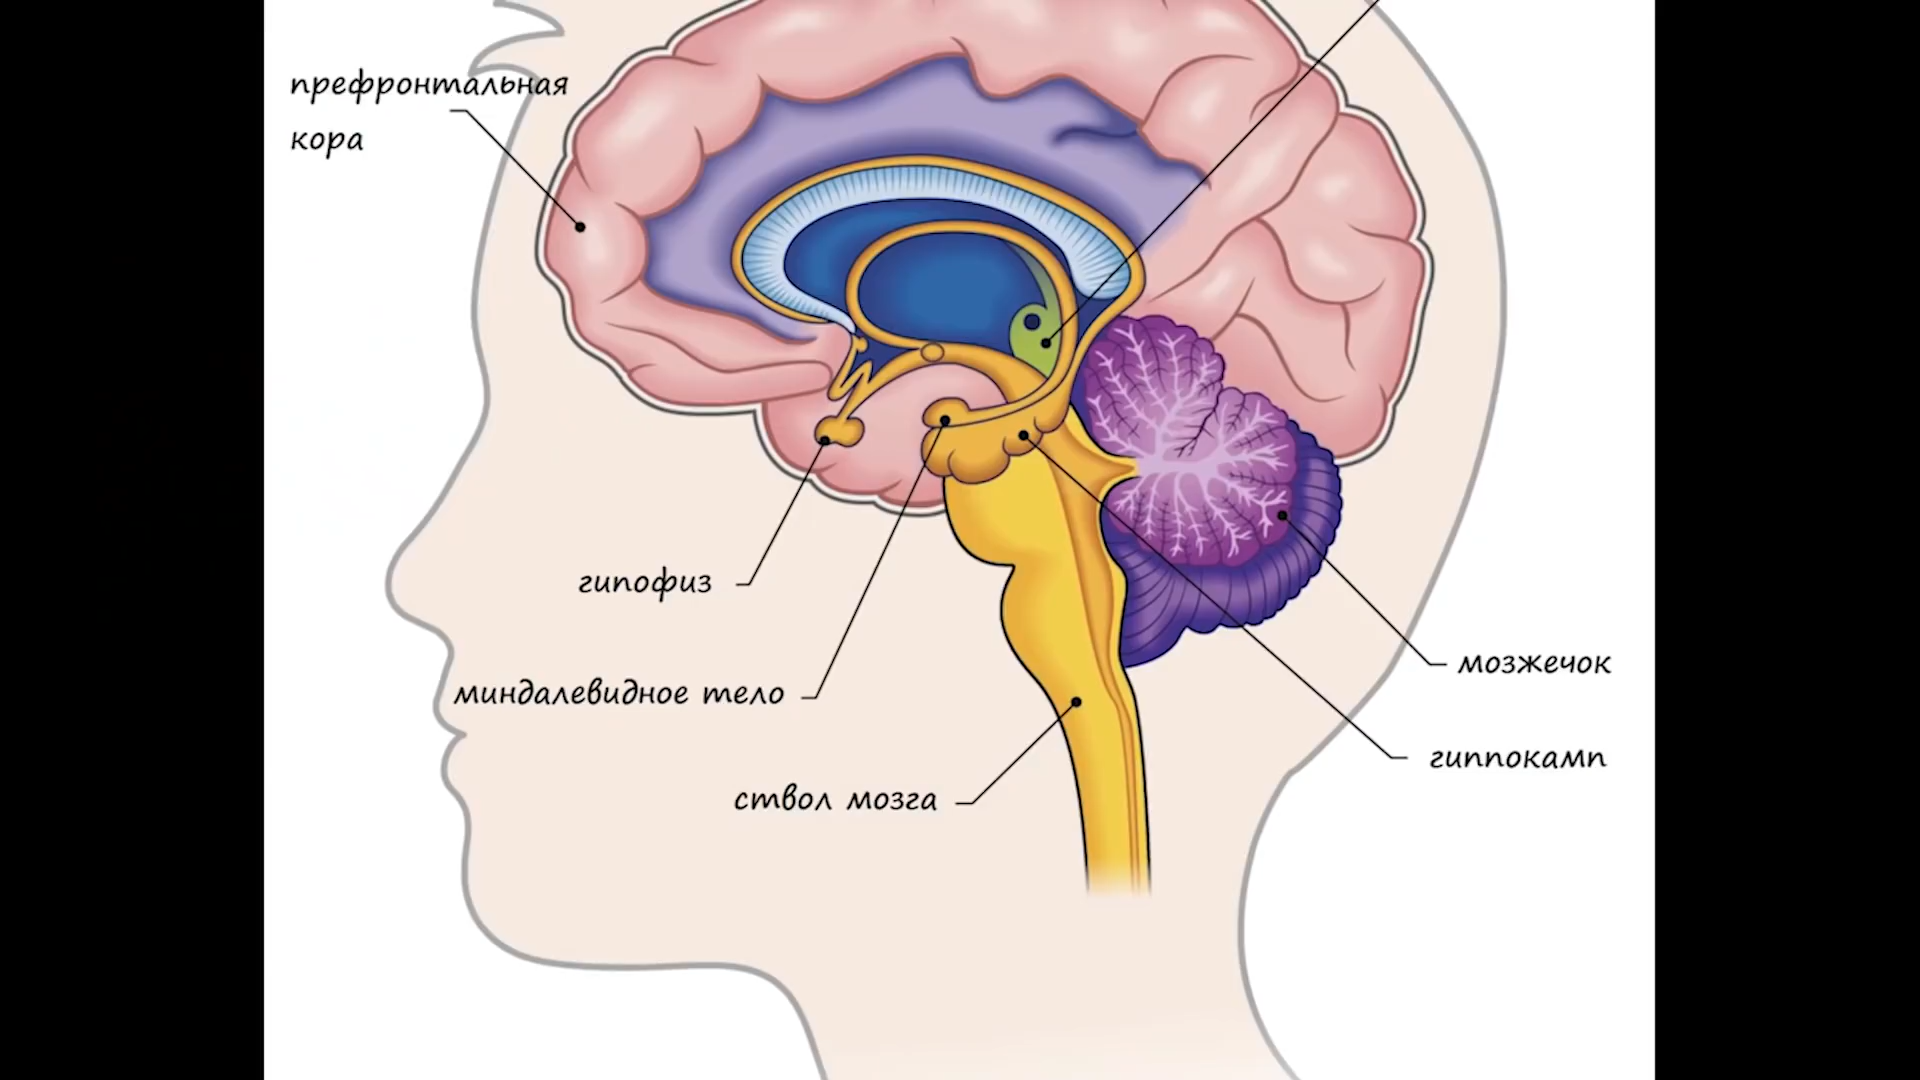 префронтальная
кора
гипофиз
мозжечок
миндалевидное тело
гиппокамп
ствол мозга